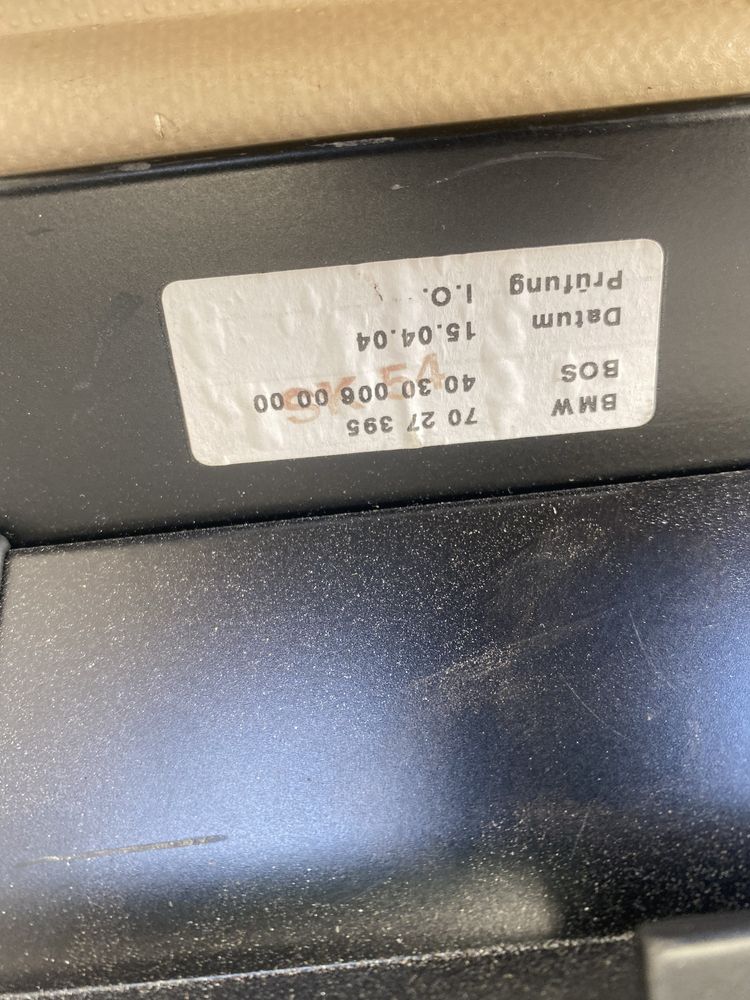 BMW 70 27 395
BOS 40 30 006 00 00
SK 54
Datum 15.04.04
Prüfung I.O.